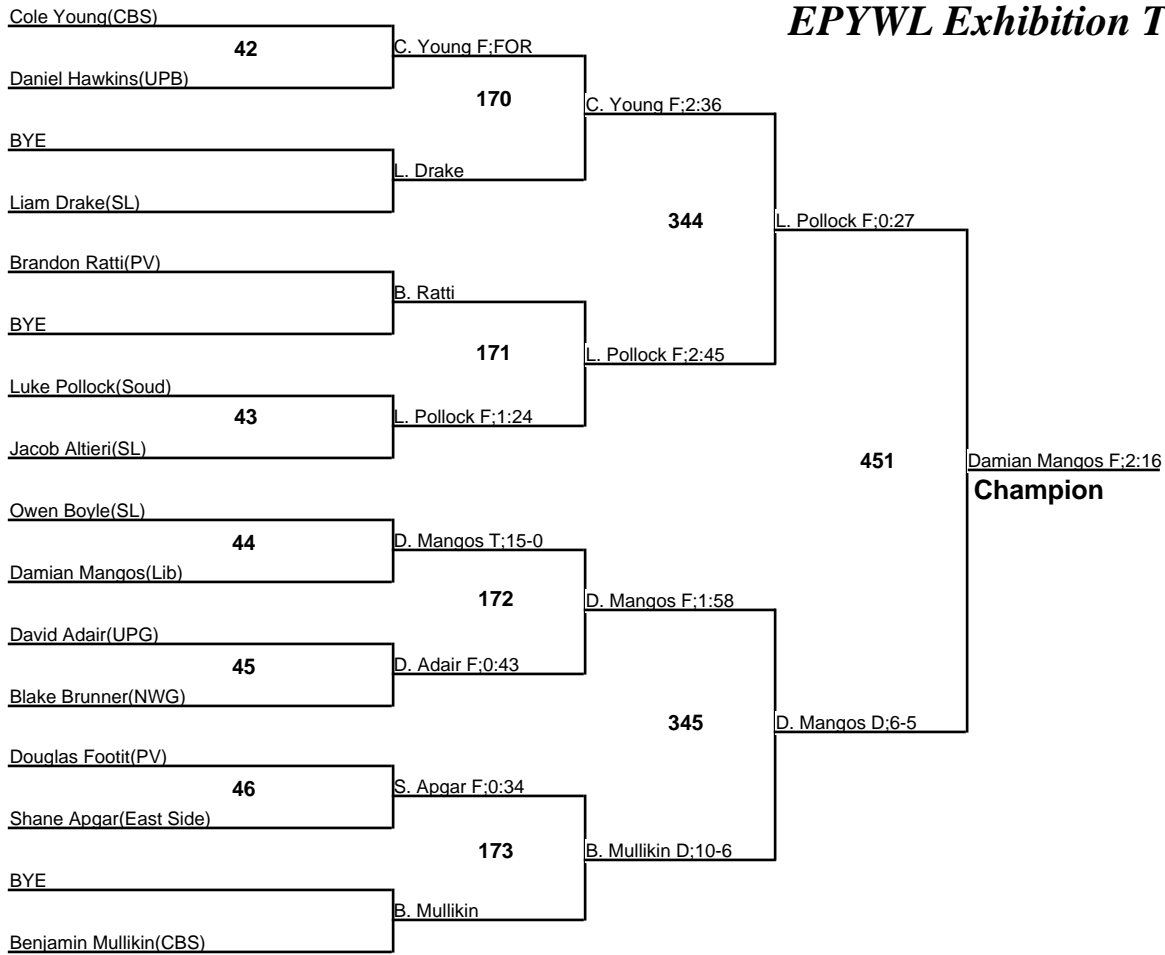 EPYWL Exhibition T
Cole Young(CBS)
42
C. Young F;FOR
Daniel Hawkins(UPB)
170
C. Young F;2:36
BYE
L. Drake
Liam Drake(SL)
344
L. Pollock F;0:27
Brandon Ratti(PV)
B. Ratti
BYE
171
L. Pollock F;2:45
Luke Pollock(Soud)
43
L. Pollock F;1:24
Jacob Altieri(SL)
451
Damian Mangos F;2:16
Champion
Owen Boyle(SL)
44
D. Mangos T;15-0
Damian Mangos(Lib)
172
D. Mangos F;1:58
David Adair(UPG)
45
D. Adair F;0:43
Blake Brunner(NWG)
345
D. Mangos D;6-5
Douglas Footit(PV)
46
S. Apgar F;0:34
Shane Apgar(East Side)
173
B. Mullikin D;10-6
BYE
B. Mullikin
Benjamin Mullikin(CBS)